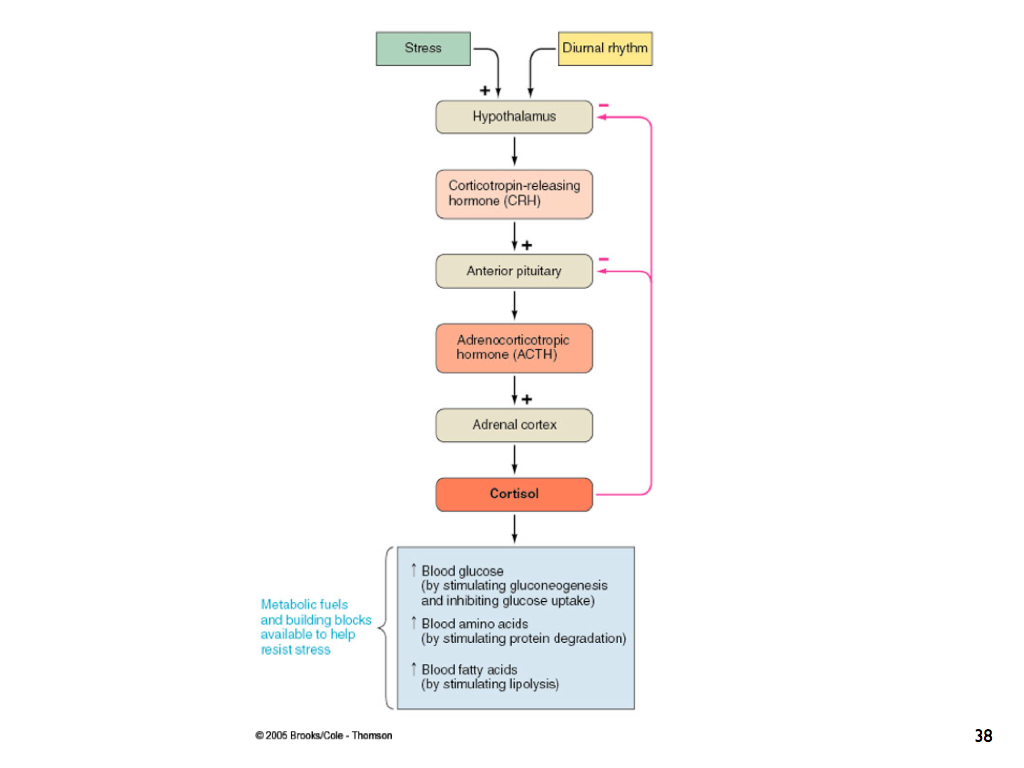 Stress
Diurnal rhythm
+
−
Hypothalamus
Corticotropin-releasing
hormone (CRH)
+
−
Anterior pituitary
Adrenocorticotropic
hormone (ACTH)
+
Adrenal cortex
Cortisol
↑ Blood glucose
(by stimulating gluconeogenesis
and inhibiting glucose uptake)
↑ Blood amino acids
(by stimulating protein degradation)
↑ Blood fatty acids
(by stimulating lipolysis)
Metabolic fuels
and building blocks
available to help
resist stress
© 2005 Brooks/Cole - Thomson
38